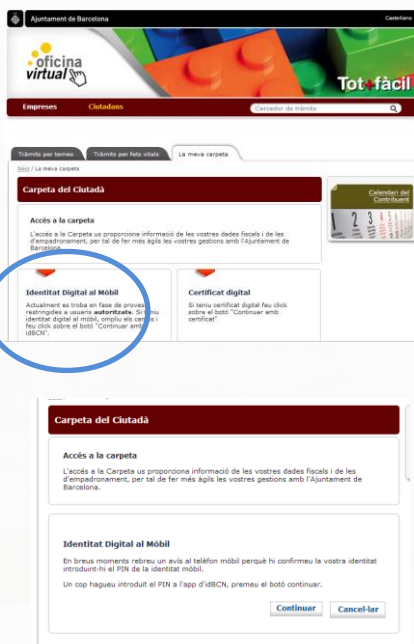 Ajuntament de Barcelona
Castellano
oficina
virtual
Tot+fàcil
Empreses
Ciutadans
Cercador de tràmits
Tràmits per temes
Tràmits per fets vitals
La meva carpeta
Inici / La meva carpeta
Carpeta del Ciutadà
Calendari del
Contribuent
1 2 3
Accés a la carpeta
L'accés a la Carpeta us proporciona informació de les vostres dades fiscals i de les
d'empadronament, per tal de fer més àgils les vostres gestions amb l'Ajuntament de
Barcelona.
Identitat Digital al Mòbil
Actualment es troba en fase de proves
restringides a usuaris autoritzats. Si teniu
identitat digital al mòbil, ompliu els camps i
feu click sobre el botó "Continuar amb
idBCN".
Certificat digital
Si teniu certificat digital feu click
sobre el botó "Continuar amb
certificat"
Carpeta del Ciutadà
Accés a la carpeta
L'accés a la Carpeta us proporciona informació de les vostres dades fiscals i de les
d'empadronament, per tal de fer més àgils les vostres gestions amb l'Ajuntament de
Barcelona.
Identitat Digital al Mòbil
En breus moments rebreu un avís al telèfon mòbil perquè hi confirmeu la vostra identitat
introduint-hi el PIN de la identitat mòbil.
Un cop hagueu introduït el PIN a l'app d'idBCN, premeu el botó continuar.
Continuar
Cancel·lar